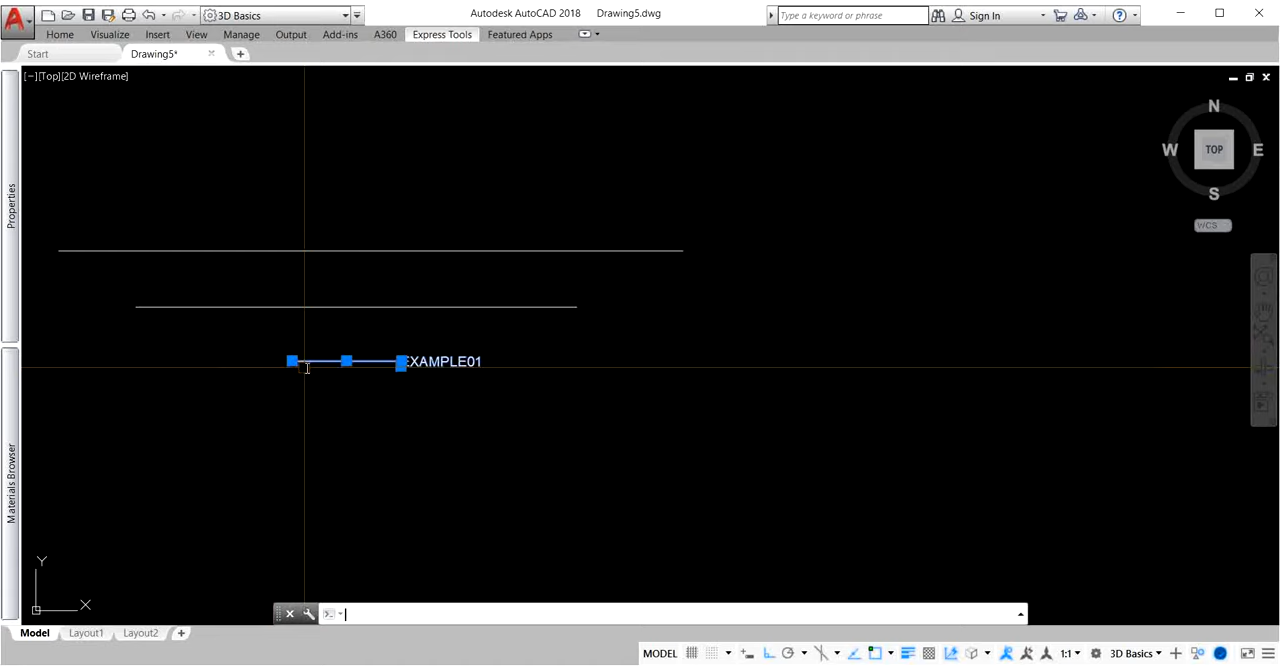 3D Basics
Autodesk AutoCAD 2018 Drawing5.dwg
Type a keyword or phrase
Sign In
Home Visualize Insert View Manage Output Add-ins A360 Express Tools Featured Apps
Start
Drawing5*
[−][Top][2D Wireframe]
N
W
TOP
E
S
WCS
Properties
EXAMPLE01
Materials Browser
Y
X
Model Layout1 Layout2
MODEL
1:1
3D Basics